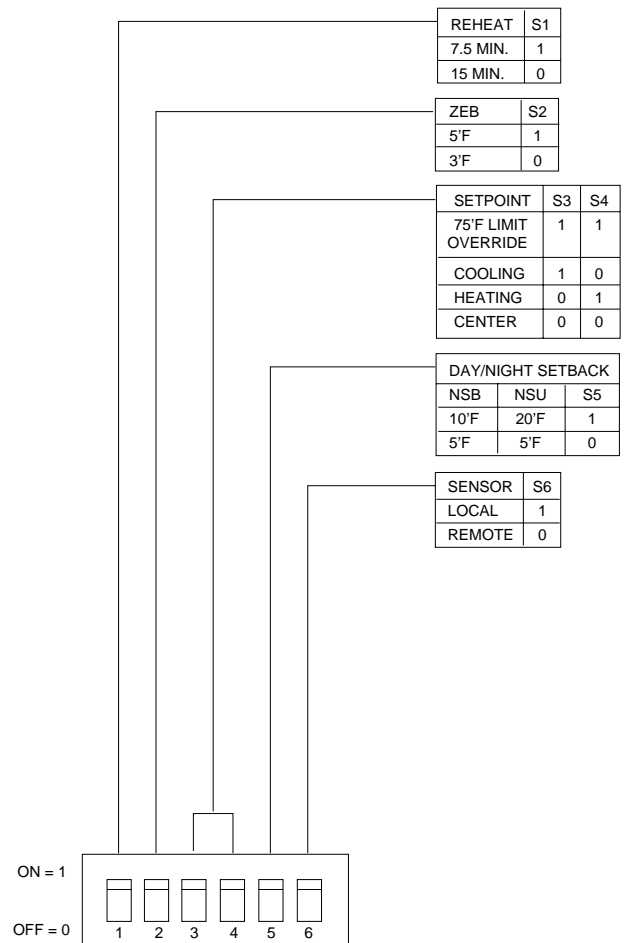 REHEAT S1
7.5 MIN. 1
15 MIN. 0
ZEB S2
5'F 1
3'F 0
SETPOINT S3 S4
75'F LIMIT 1 1
OVERRIDE
COOLING 1 0
HEATING 0 1
CENTER 0 0
DAY/NIGHT SETBACK
NSB NSU S5
10'F 20'F 1
5'F 5'F 0
SENSOR S6
LOCAL 1
REMOTE 0
ON = 1
OFF = 0 1 2 3 4 5 6